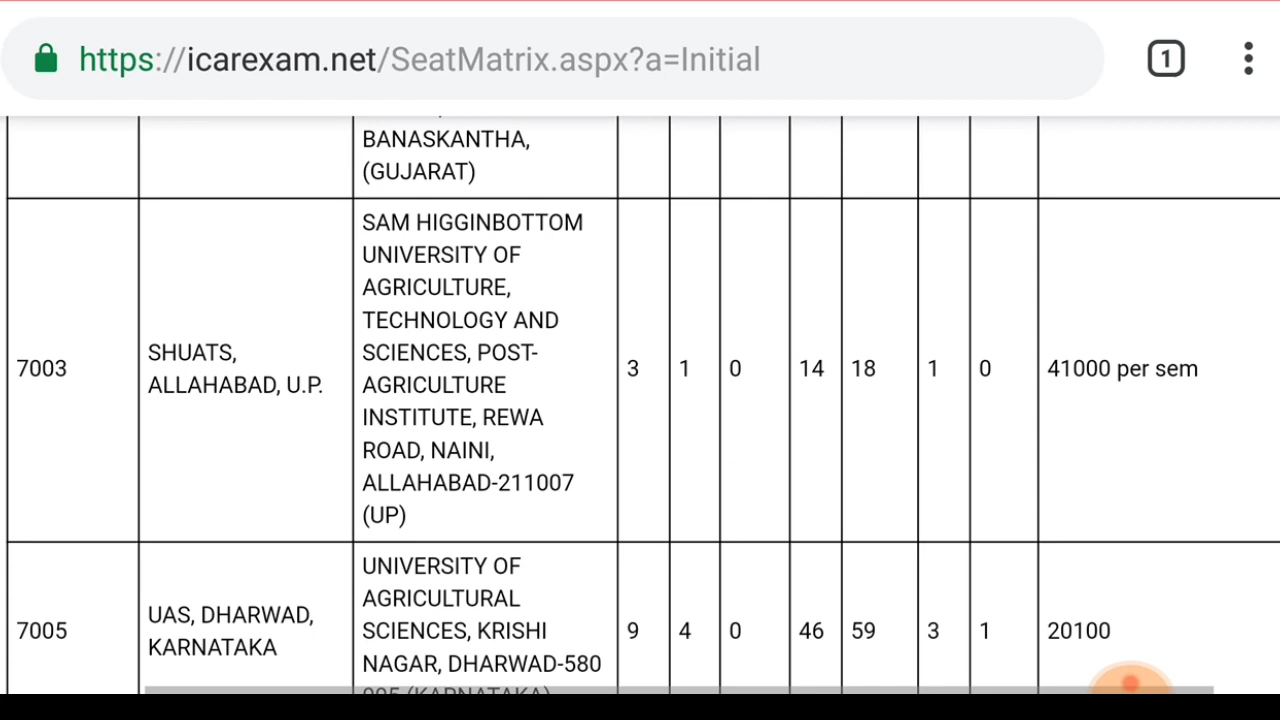 https://icarexam.net/SeatMatrix.aspx?a=Initial
1
BANASKANTHA,
(GUJARAT)
7003
SHUATS,
ALLAHABAD, U.P.
SAM HIGGINBOTTOM
UNIVERSITY OF
AGRICULTURE,
TECHNOLOGY AND
SCIENCES, POST-
AGRICULTURE
INSTITUTE, REWA
ROAD, NAINI,
ALLAHABAD-211007
(UP)
3 1 0 14 18 1 0 41000 per sem
7005
UAS, DHARWAD,
KARNATAKA
UNIVERSITY OF
AGRICULTURAL
SCIENCES, KRISHI
NAGAR, DHARWAD-580
005 (KARNATAKA)
9 4 0 46 59 3 1 20100